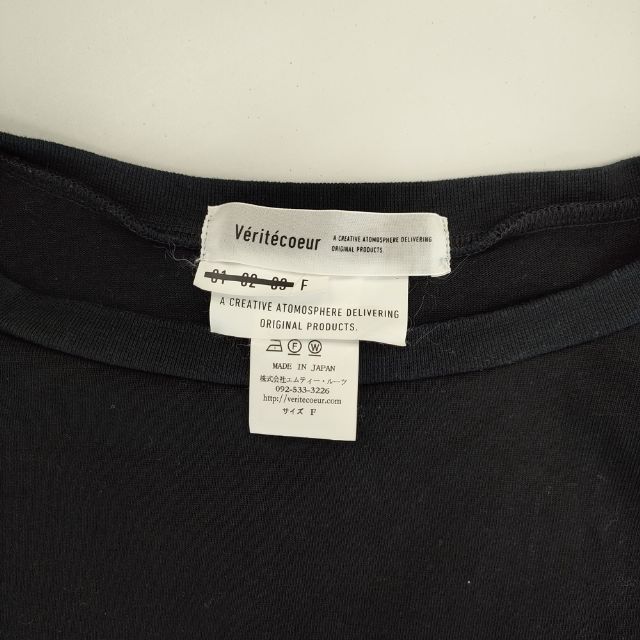 Véritécoeur
A CREATIVE ATOMOSPHERE DELIVERING
ORIGINAL PRODUCTS.
01 02 03 F
A CREATIVE ATOMOSPHERE DELIVERING
ORIGINAL PRODUCTS.
F W
MADE IN JAPAN
株式会社エムティー・ルーツ
092-533-3226
http://veritecoeur.com
サイズ F